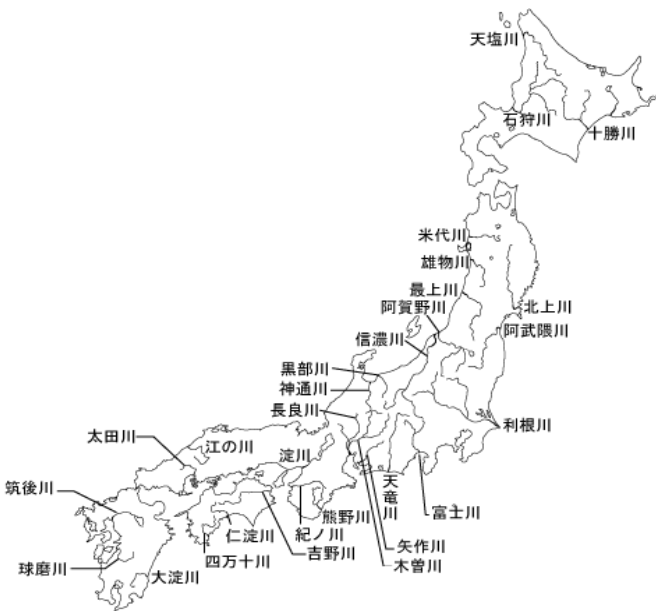 天塩川
石狩川
十勝川
米代川
雄物川
最上川
北上川
阿賀野川
阿武隈川
信濃川
黒部川
神通川
長良川
利根川
太田川
江の川
淀川
筑後川
天竜川
富士川
熊野川
紀ノ川
仁淀川
吉野川
矢作川
四万十川
木曽川
球磨川
大淀川